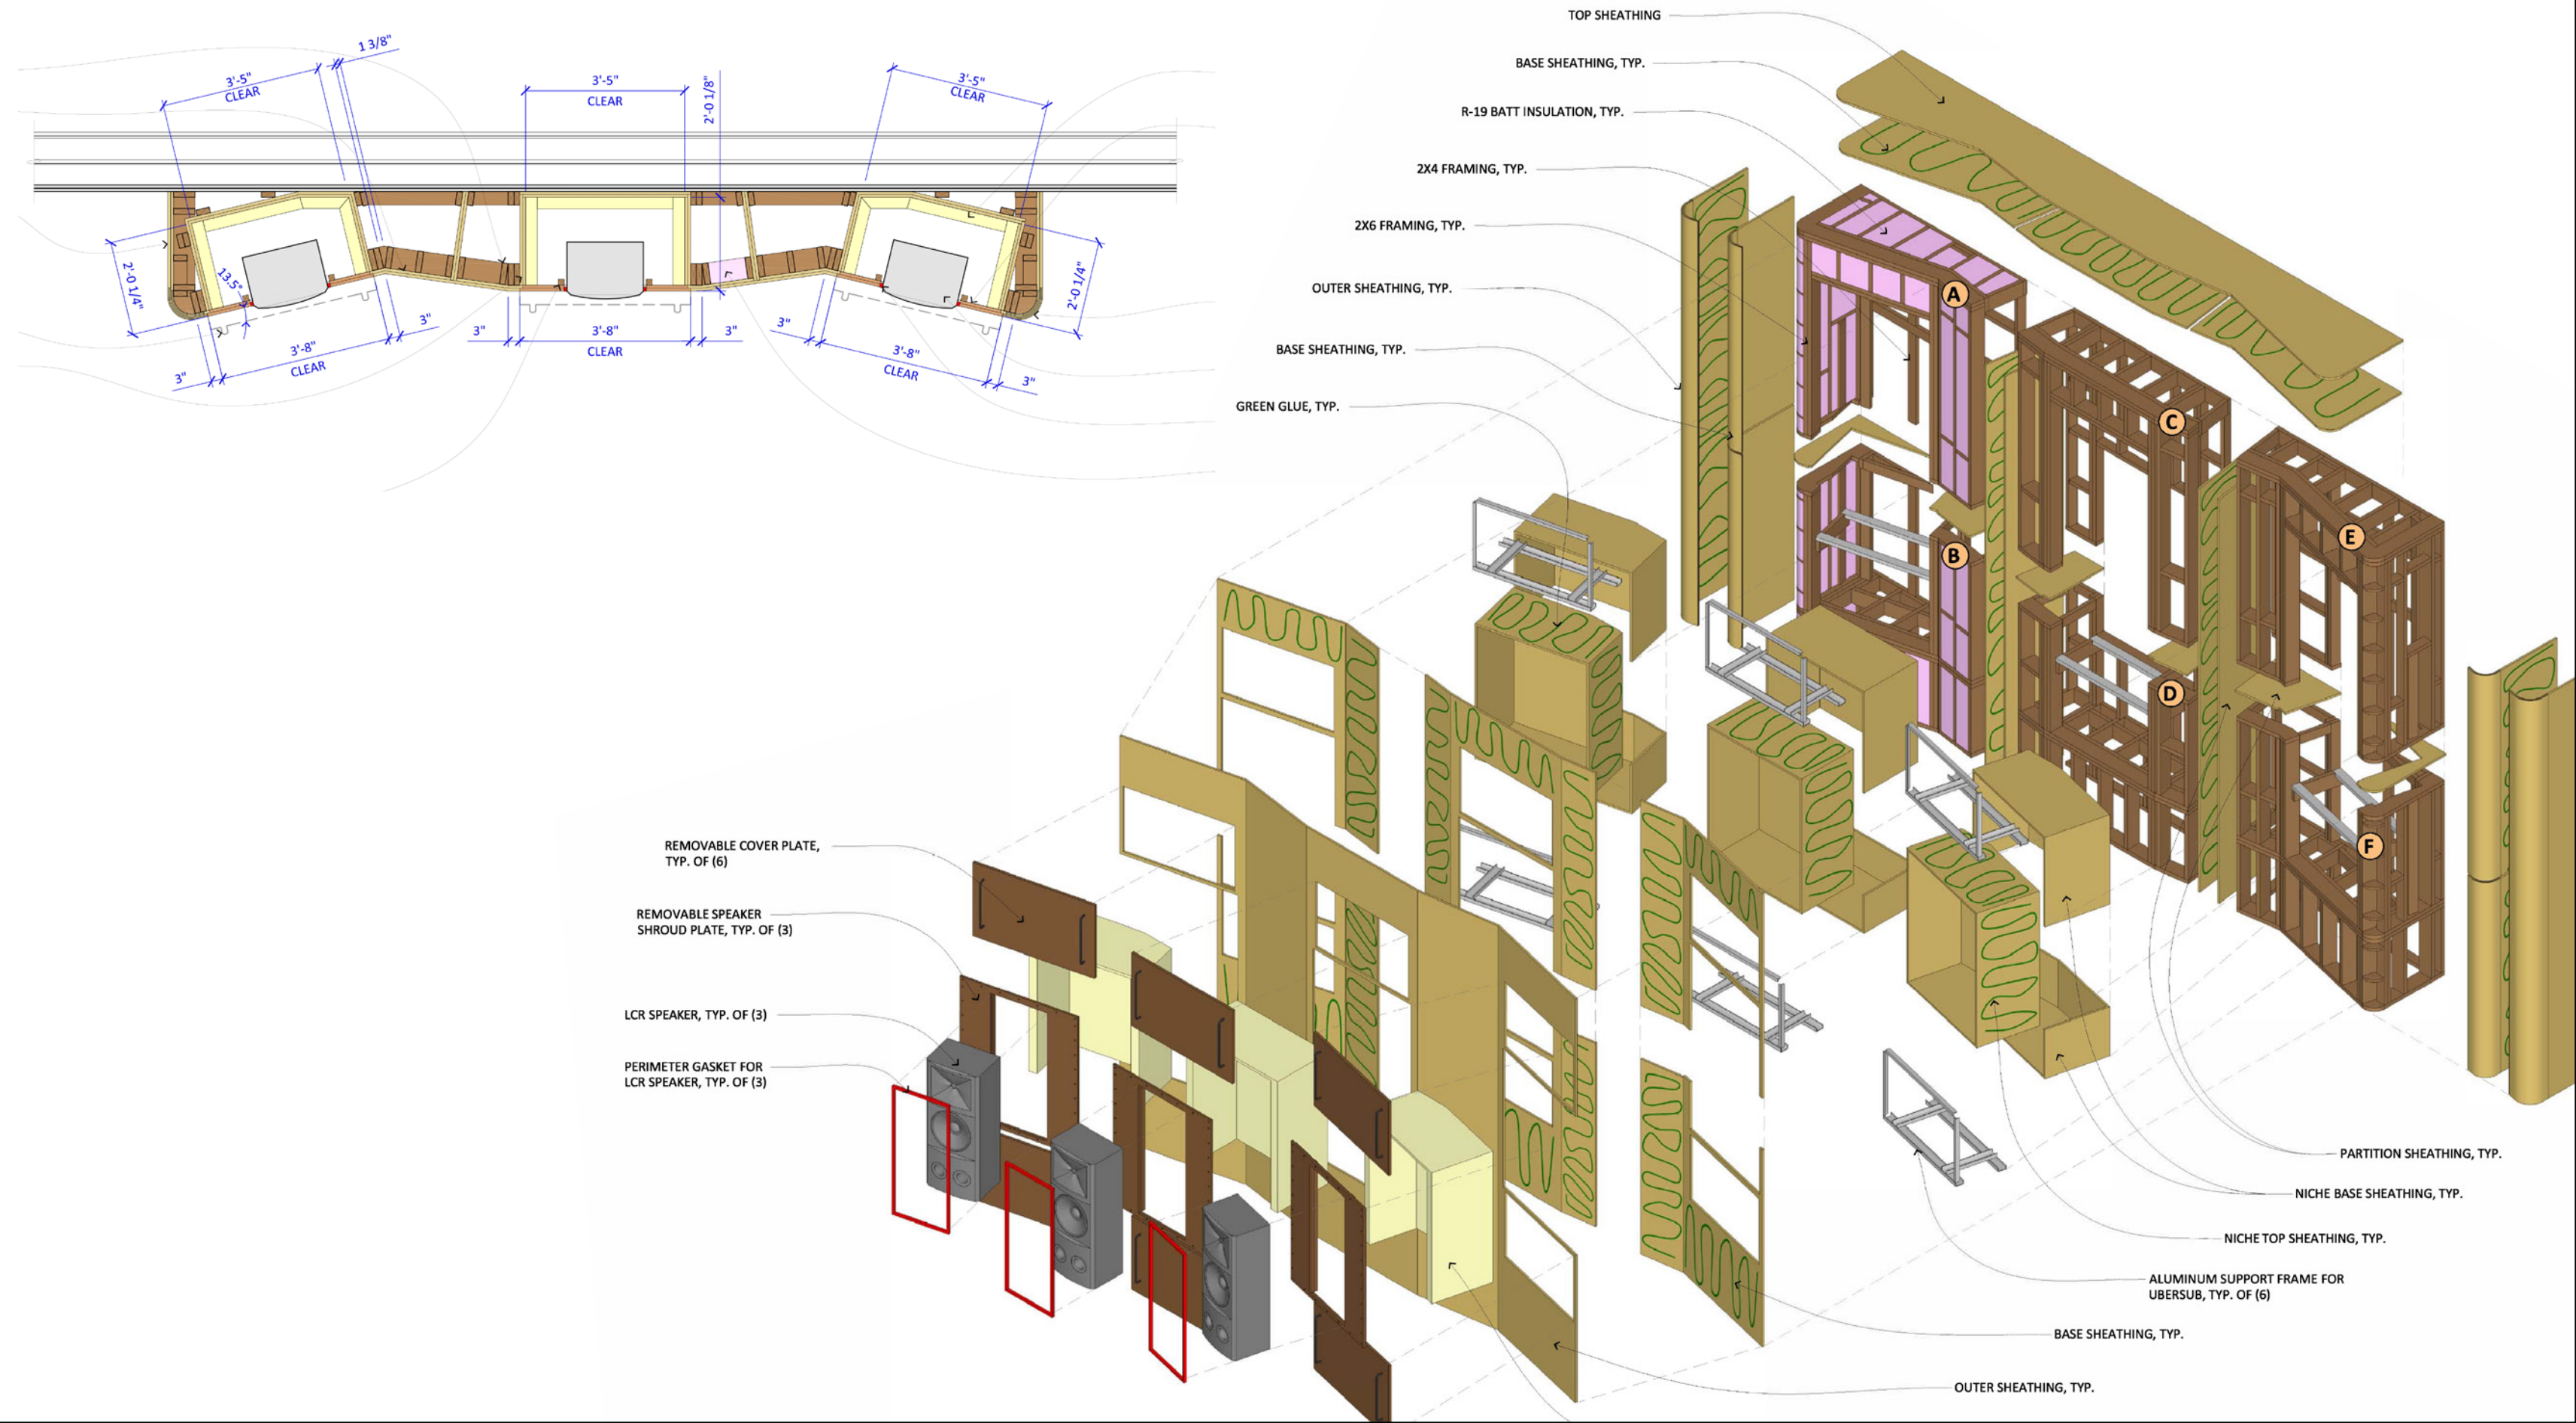 1 3/8"
3'-5"
CLEAR
3'-5"
CLEAR
2'-0 1/8"
3'-5"
CLEAR
2'-0 1/4"
13.5°
2'-0 1/4"
3"
3'-8"
CLEAR
3"
3"
3'-8"
CLEAR
3"
3"
3'-8"
CLEAR
3"
TOP SHEATHING
BASE SHEATHING, TYP.
R-19 BATT INSULATION, TYP.
2X4 FRAMING, TYP.
2X6 FRAMING, TYP.
OUTER SHEATHING, TYP.
BASE SHEATHING, TYP.
GREEN GLUE, TYP.
A
B
C
D
E
F
REMOVABLE COVER PLATE,
TYP. OF (6)
REMOVABLE SPEAKER
SHROUD PLATE, TYP. OF (3)
LCR SPEAKER, TYP. OF (3)
PERIMETER GASKET FOR
LCR SPEAKER, TYP. OF (3)
PARTITION SHEATHING, TYP.
NICHE BASE SHEATHING, TYP.
NICHE TOP SHEATHING, TYP.
ALUMINUM SUPPORT FRAME FOR
UBERSUB, TYP. OF (6)
BASE SHEATHING, TYP.
OUTER SHEATHING, TYP.